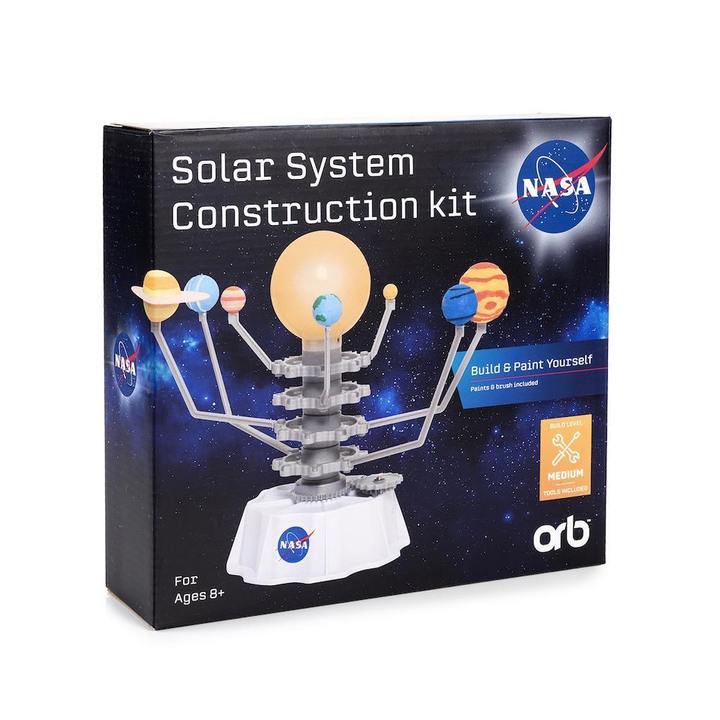 Solar System
Construction kit
NASA
NASA
Build & Paint Yourself
Paints & brush included
BUILD LEVEL
MEDIUM
TOOLS INCLUDED
NASA
orb
For
Ages 8+